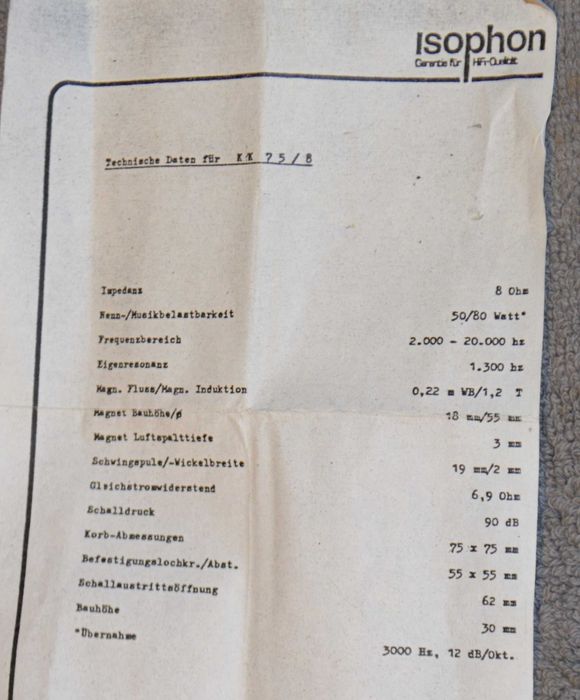 isophon
Garantie für HiFi-Qualität
Technische Daten für KK 75/8
Impedanz 8 Ohm
Nenn-/Musikbelastbarkeit 50/80 Watt*
Frequenzbereich 2.000 - 20.000 hz
Eigenresonanz 1.300 hz
Magn. Fluss/Magn. Induktion 0,22 m WB/1,2 T
Magnet Bauhöhe/ø 18 mm/55 mm
Magnet Luftspalttiefe 3 mm
Schwingspule/-Wickelbreite 19 mm/2 mm
Gleichstromwiderstand 6,9 Ohm
Schalldruck 90 dB
Korb-Abmessungen 75 x 75 mm
Befestigungslochkr./Abst. 55 x 55 mm
Schallaustrittsöffnung 62 mm
Bauhöhe 30 mm
*Übernahme 3000 Hz, 12 dB/Okt.